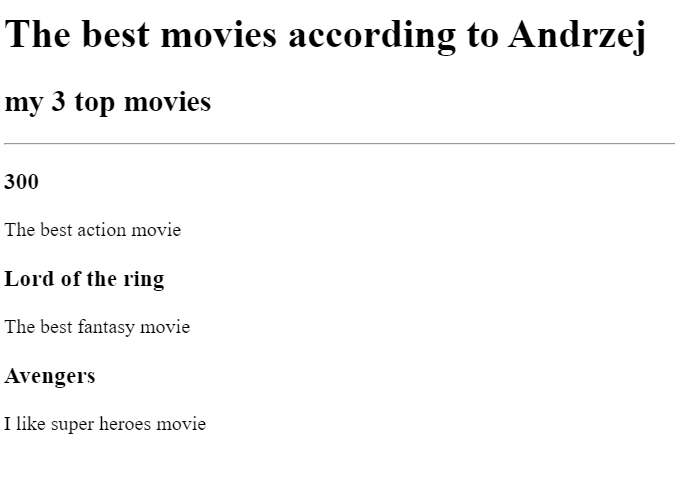 The best movies according to Andrzej
my 3 top movies
300
The best action movie
Lord of the ring
The best fantasy movie
Avengers
I like super heroes movie